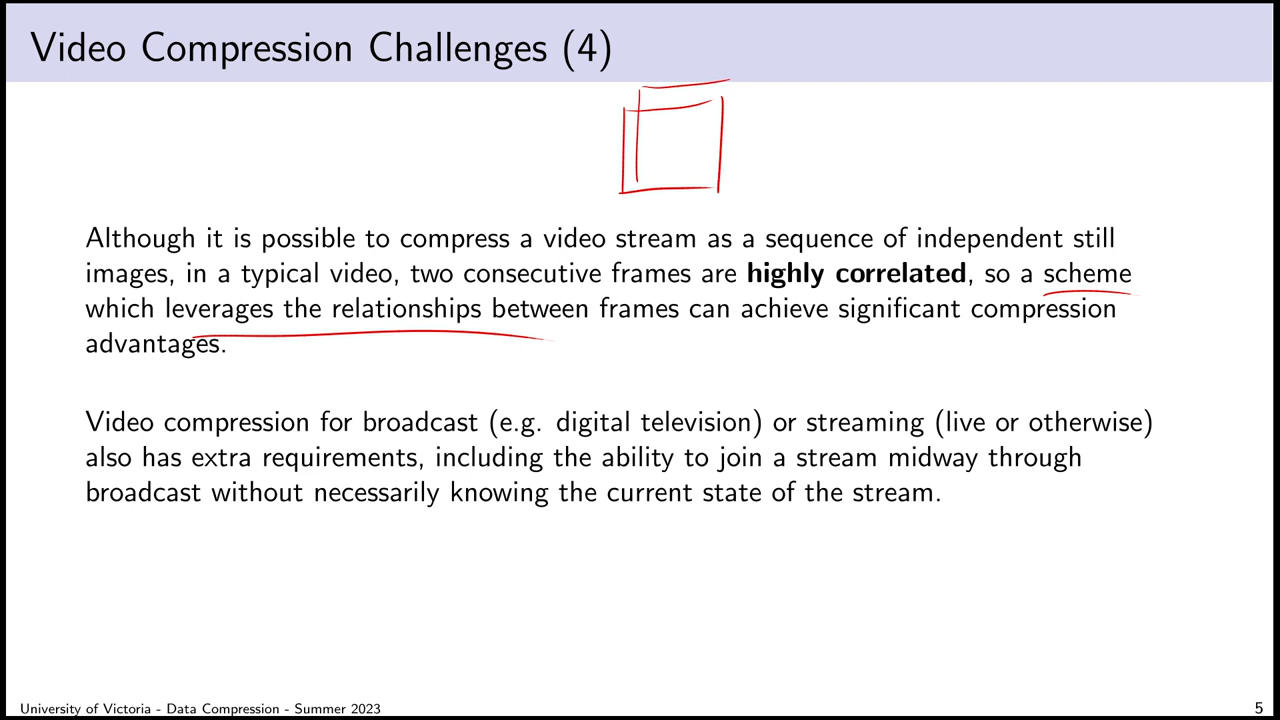 Video Compression Challenges (4)
Although it is possible to compress a video stream as a sequence of independent still
images, in a typical video, two consecutive frames are highly correlated, so a scheme
which leverages the relationships between frames can achieve significant compression
advantages.
Video compression for broadcast (e.g. digital television) or streaming (live or otherwise)
also has extra requirements, including the ability to join a stream midway through
broadcast without necessarily knowing the current state of the stream.
University of Victoria - Data Compression - Summer 2023
5